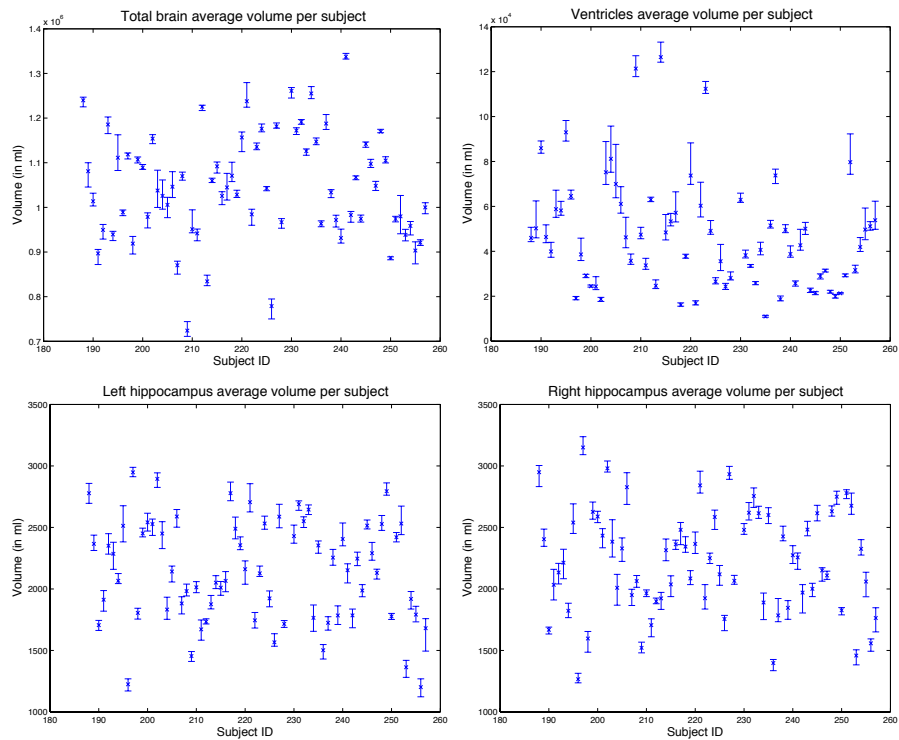 Total brain average volume per subject
x 10^6
1.4
1.3
1.2
1.1
1
0.9
0.8
0.7
Volume (in ml)
180 190 200 210 220 230 240 250 260
Subject ID
Ventricles average volume per subject
x 10^4
14
12
10
8
6
4
2
0
Volume (in ml)
180 190 200 210 220 230 240 250 260
Subject ID
Left hippocampus average volume per subject
3500
3000
2500
2000
1500
1000
Volume (in ml)
180 190 200 210 220 230 240 250 260
Subject ID
Right hippocampus average volume per subject
3500
3000
2500
2000
1500
1000
Volume (in ml)
180 190 200 210 220 230 240 250 260
Subject ID